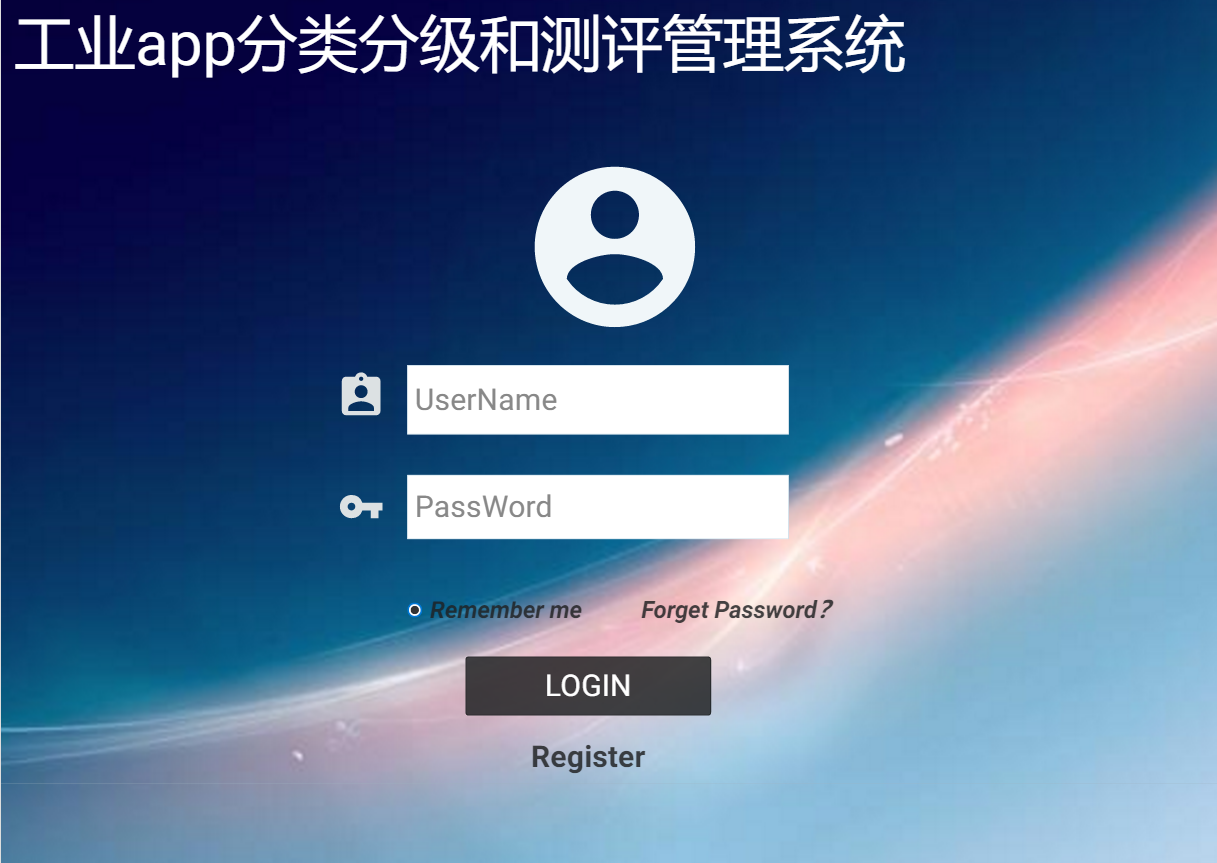 工业app分类分级和测评管理系统
UserName
PassWord
Remember me Forget Password？
LOGIN
Register